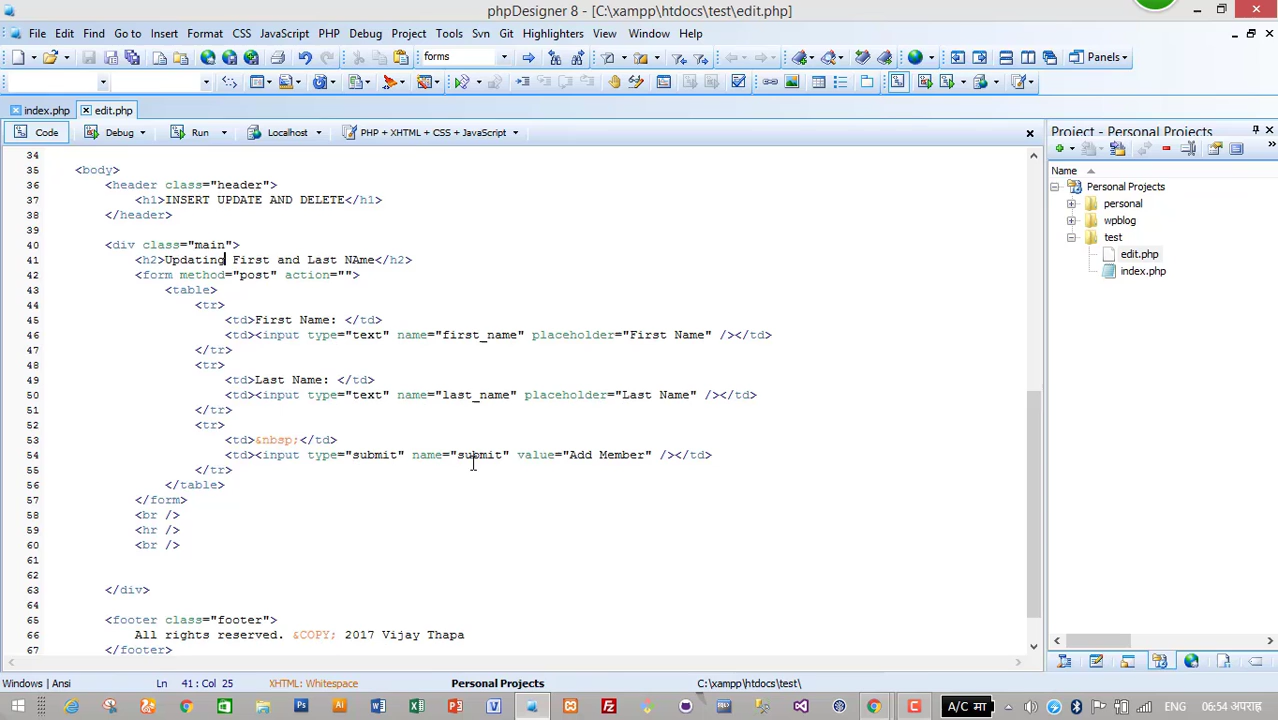 phpDesigner 8 - [C:\xampp\htdocs\test\edit.php]
File Edit Find Go to Insert Format CSS JavaScript PHP Debug Project Tools Svn Git Highlighters View Window Help
forms
Panels
index.php edit.php
Code Debug Run Localhost PHP + XHTML + CSS + JavaScript
Project - Personal Projects
Name
Personal Projects
personal
wpblog
test
edit.php
index.php
34
35 <body>
36 <header class="header">
37 <h1>INSERT UPDATE AND DELETE</h1>
38 </header>
39
40 <div class="main">
41 <h2>Updating First and Last NAme</h2>
42 <form method="post" action="">
43 <table>
44 <tr>
45 <td>First Name: </td>
46 <td><input type="text" name="first_name" placeholder="First Name" /></td>
47 </tr>
48 <tr>
49 <td>Last Name: </td>
50 <td><input type="text" name="last_name" placeholder="Last Name" /></td>
51 </tr>
52 <tr>
53 <td>&nbsp;</td>
54 <td><input type="submit" name="submit" value="Add Member" /></td>
55 </tr>
56 </table>
57 </form>
58 <br />
59 <hr />
60 <br />
61
62
63 </div>
64
65 <footer class="footer">
66 All rights reserved. &COPY; 2017 Vijay Thapa
67 </footer>
Windows | Ansi Ln 41 : Col 25 XHTML: Whitespace Personal Projects C:\xampp\htdocs\test\
A/C मा ENG 06:54 अपराह्न